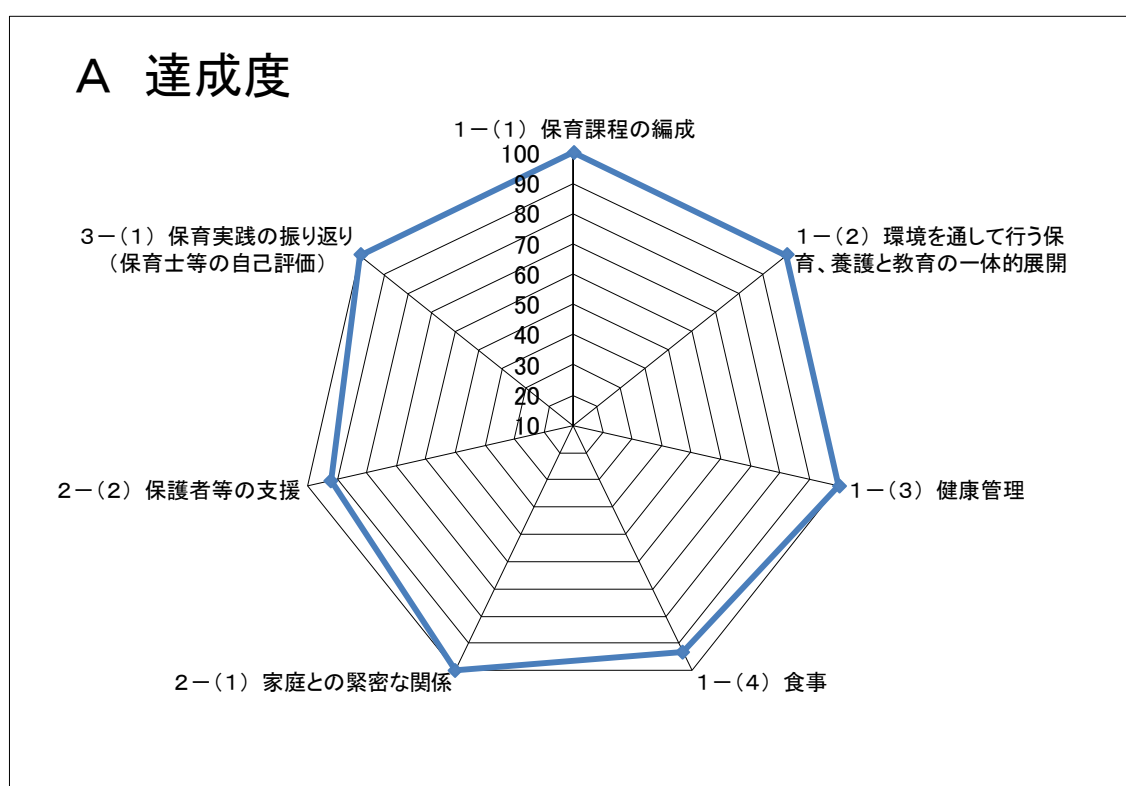 A 達成度
1-(1) 保育課程の編成
100
90
80
70
60
50
40
30
20
10
1-(2) 環境を通して行う保
育、養護と教育の一体的展開
1-(3) 健康管理
1-(4) 食事
2-(1) 家庭との緊密な関係
2-(2) 保護者等の支援
3-(1) 保育実践の振り返り
(保育士等の自己評価)